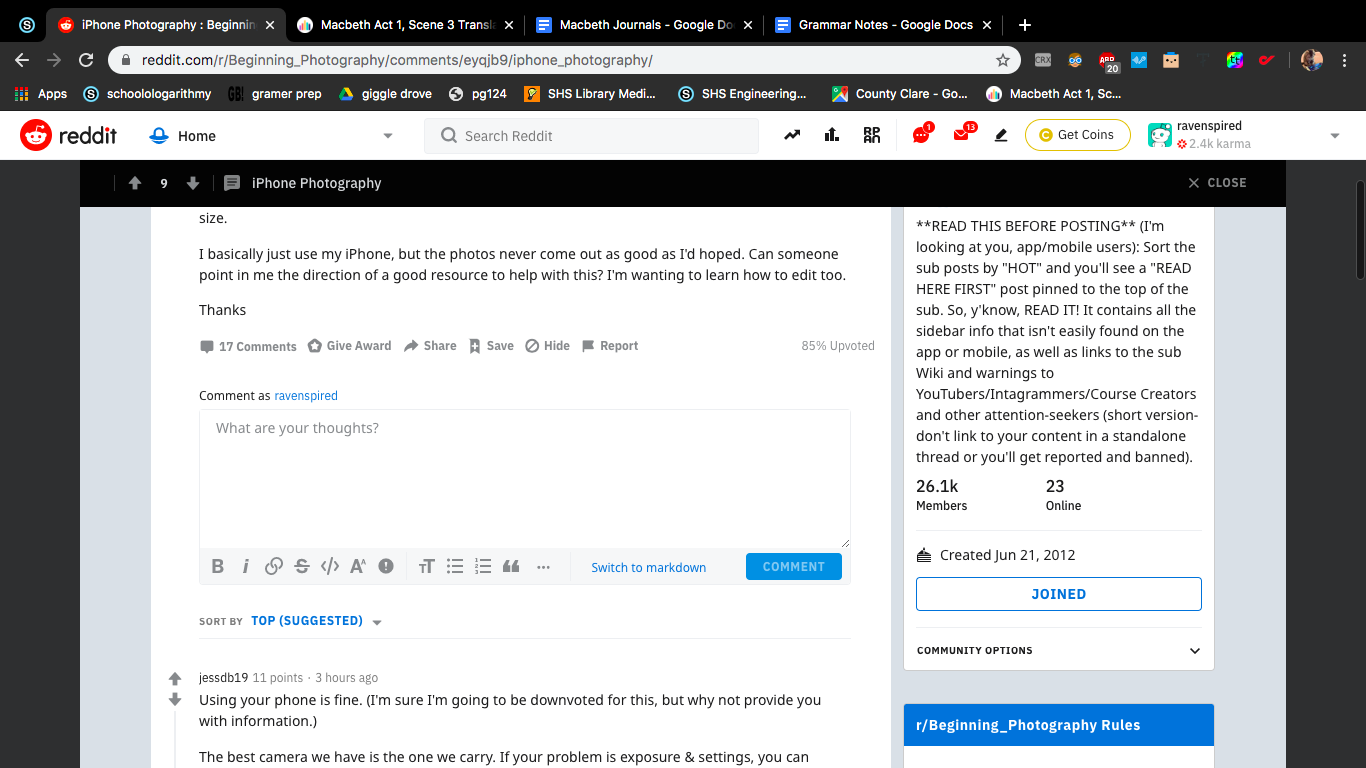 iPhone Photography : Beginnin
Macbeth Act 1, Scene 3 Transla
Macbeth Journals - Google Do
Grammar Notes - Google Docs
reddit.com/r/Beginning_Photography/comments/eyqjb9/iphone_photography/
CRX
ABP
20
Apps
schoolologarithmy
GB!
gramer prep
giggle drove
pg124
SHS Library Medi...
SHS Engineering...
County Clare - Go...
Macbeth Act 1, Sc...
reddit
Home
Search Reddit
1
13
Get Coins
ravenspired
2.4k karma
9
iPhone Photography
CLOSE
size.
I basically just use my iPhone, but the photos never come out as good as I'd hoped. Can someone
point in me the direction of a good resource to help with this? I'm wanting to learn how to edit too.
Thanks
17 Comments
Give Award
Share
Save
Hide
Report
85% Upvoted
Comment as ravenspired
What are your thoughts?
Switch to markdown
COMMENT
SORT BY TOP (SUGGESTED)
jessdb19 11 points · 3 hours ago
Using your phone is fine. (I'm sure I'm going to be downvoted for this, but why not provide you
with information.)
The best camera we have is the one we carry. If your problem is exposure & settings, you can
**READ THIS BEFORE POSTING** (I'm
looking at you, app/mobile users): Sort the
sub posts by "HOT" and you'll see a "READ
HERE FIRST" post pinned to the top of the
sub. So, y'know, READ IT! It contains all the
sidebar info that isn't easily found on the
app or mobile, as well as links to the sub
Wiki and warnings to
YouTubers/Intagrammers/Course Creators
and other attention-seekers (short version-
don't link to your content in a standalone
thread or you'll get reported and banned).
26.1k
Members
23
Online
Created Jun 21, 2012
JOINED
COMMUNITY OPTIONS
r/Beginning_Photography Rules